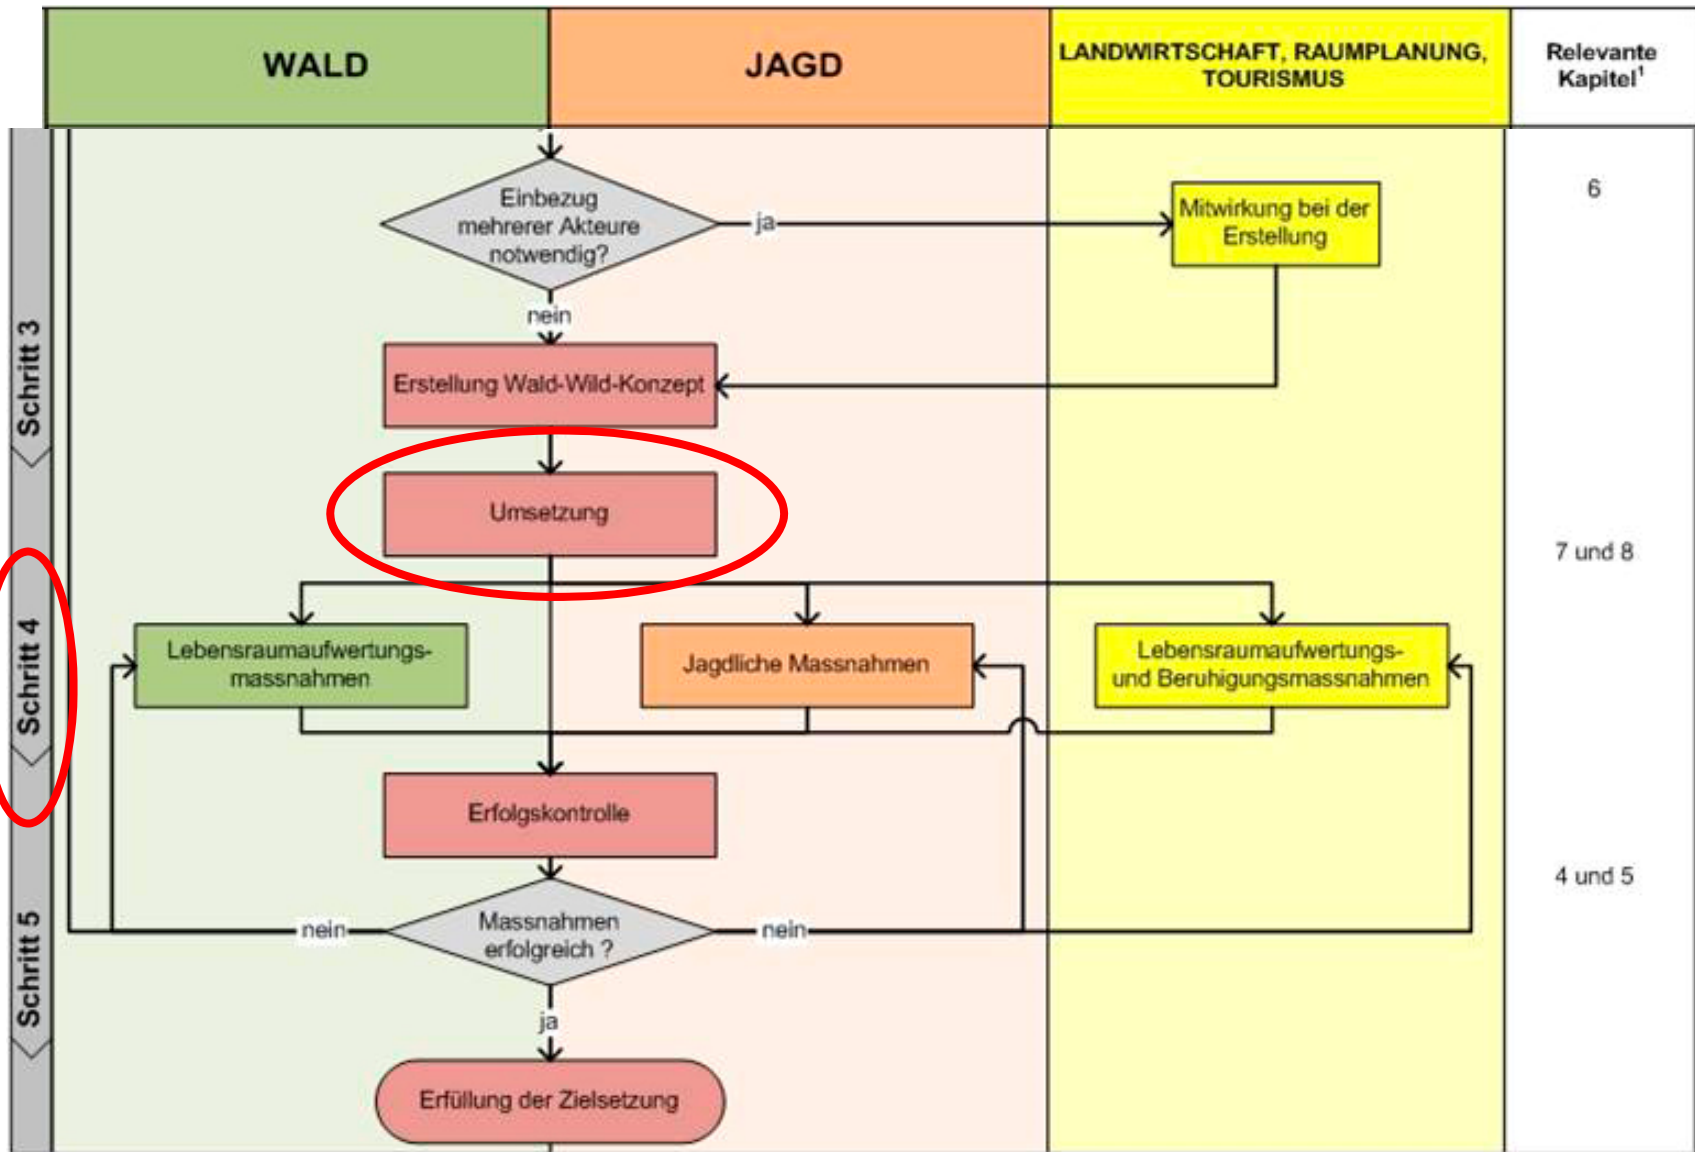 WALD
JAGD
LANDWIRTSCHAFT, RAUMPLANUNG,
TOURISMUS
Relevante
Kapitel¹
Einbezug
mehrerer Akteure
notwendig?
ja
Mitwirkung bei der
Erstellung
6
nein
Schritt 3
Erstellung Wald-Wild-Konzept
Umsetzung
7 und 8
Schritt 4
Lebensraumaufwertungs-
massnahmen
Jagdliche Massnahmen
Lebensraumaufwertungs-
und Beruhigungsmassnahmen
Erfolgskontrolle
4 und 5
Schritt 5
nein
Massnahmen
erfolgreich ?
nein
ja
Erfüllung der Zielsetzung